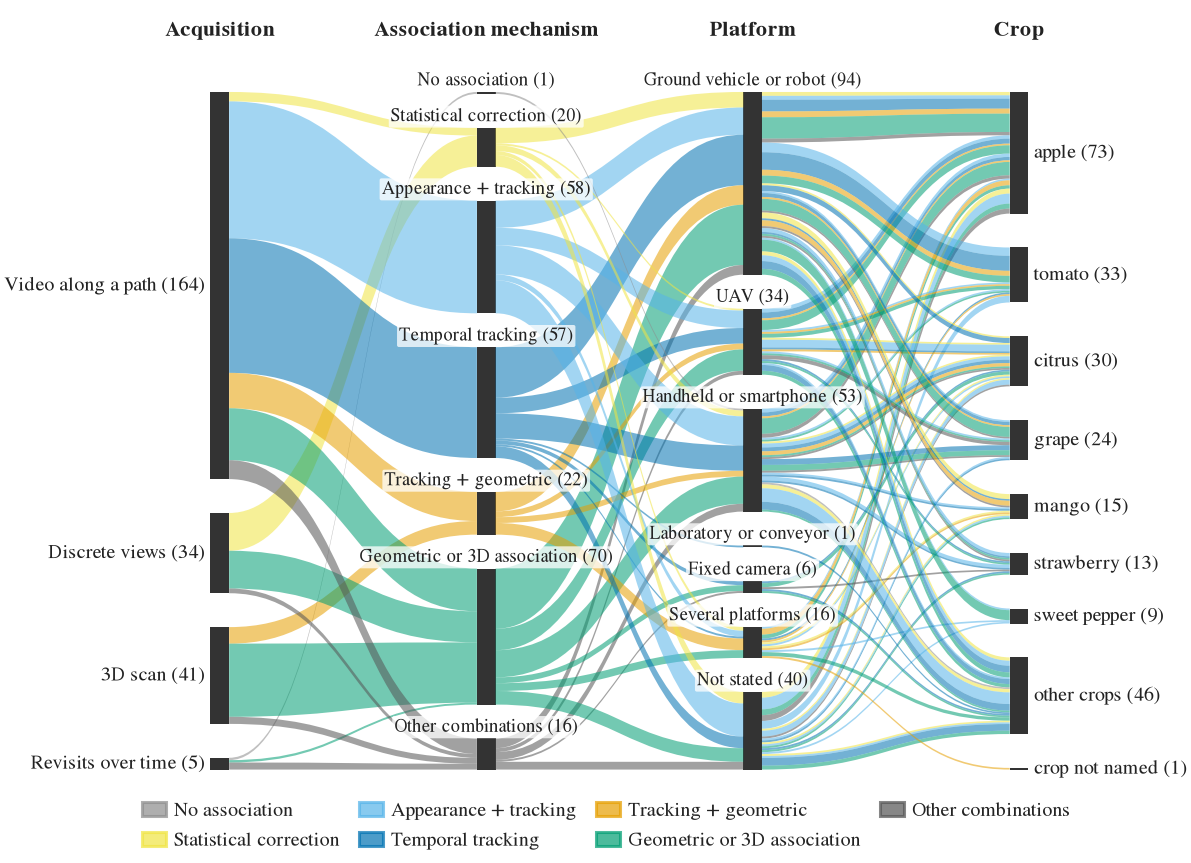 Acquisition
Association mechanism
Platform
Crop
No association (1)
Ground vehicle or robot (94)
Statistical correction (20)
apple (73)
Appearance + tracking (58)
tomato (33)
Video along a path (164)
UAV (34)
Temporal tracking (57)
citrus (30)
Handheld or smartphone (53)
grape (24)
Tracking + geometric (22)
mango (15)
Laboratory or conveyor (1)
Discrete views (34)
Geometric or 3D association (70)
strawberry (13)
Fixed camera (6)
Several platforms (16)
sweet pepper (9)
3D scan (41)
Not stated (40)
other crops (46)
Other combinations (16)
Revisits over time (5)
crop not named (1)
No association
Appearance + tracking
Tracking + geometric
Other combinations
Statistical correction
Temporal tracking
Geometric or 3D association